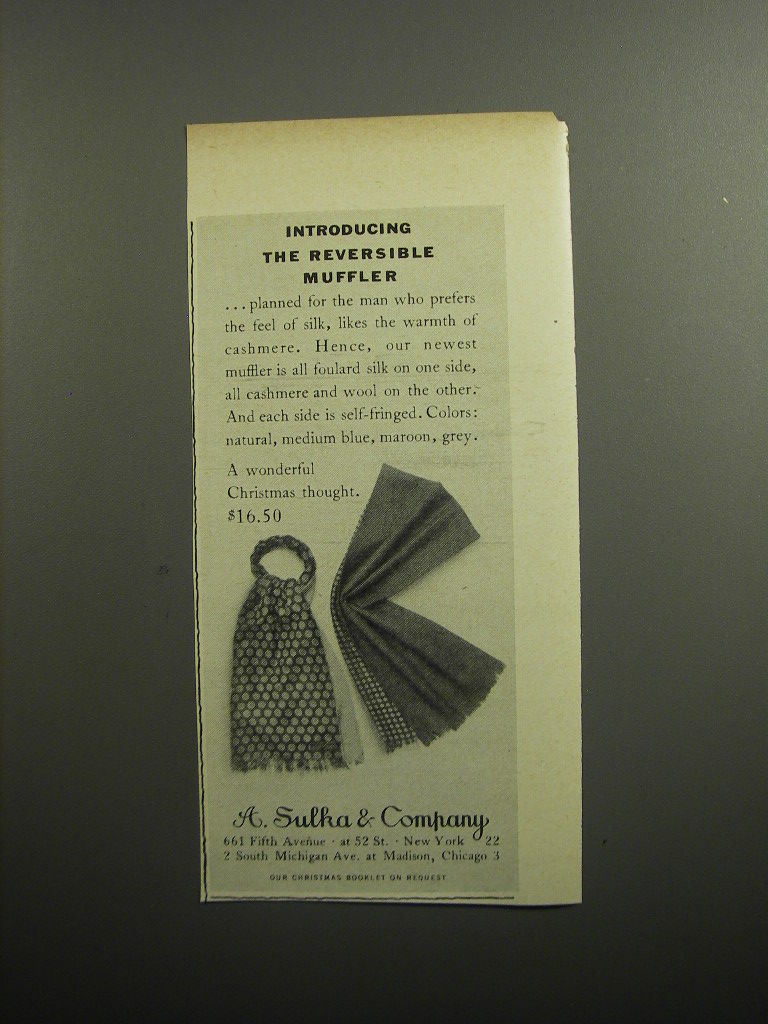 INTRODUCING
THE REVERSIBLE
MUFFLER
...planned for the man who prefers
the feel of silk, likes the warmth of
cashmere. Hence, our newest
muffler is all foulard silk on one side,
all cashmere and wool on the other.
And each side is self-fringed. Colors:
natural, medium blue, maroon, grey.
A wonderful
Christmas thought.
$16.50
A. Sulka & Company
661 Fifth Avenue · at 52 St. · New York 22
2 South Michigan Ave. at Madison, Chicago 3
OUR CHRISTMAS BOOKLET ON REQUEST